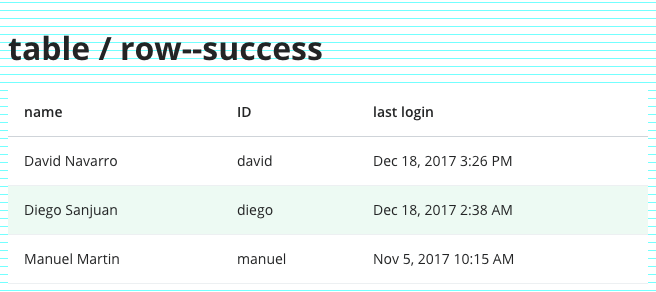 table / row--success
name ID last login
David Navarro david Dec 18, 2017 3:26 PM
Diego Sanjuan diego Dec 18, 2017 2:38 AM
Manuel Martin manuel Nov 5, 2017 10:15 AM